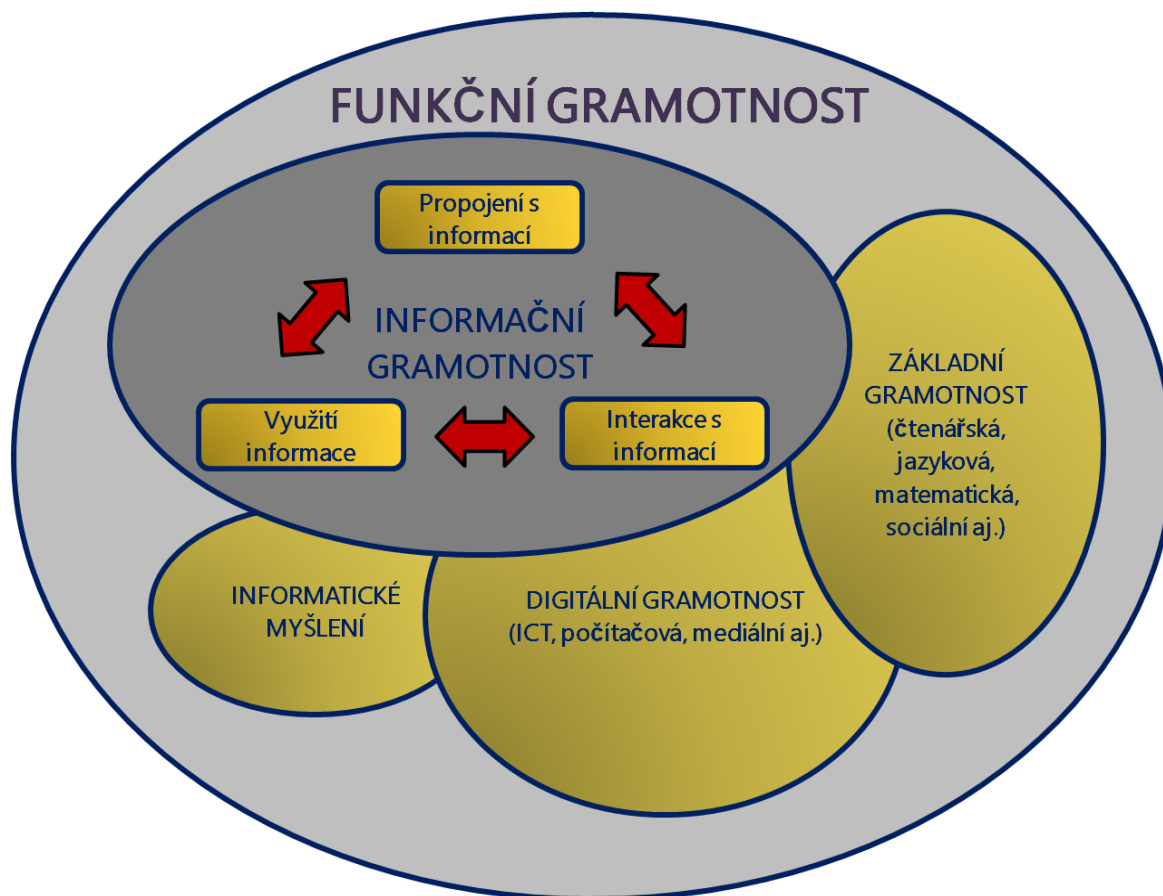 FUNKČNÍ GRAMOTNOST
Propojení s
informací
INFORMAČNÍ
GRAMOTNOST
Využití
informace
Interakce s
informací
ZÁKLADNÍ
GRAMOTNOST
(čtenářská,
jazyková,
matematická,
sociální aj.)
INFORMATICKÉ
MYŠLENÍ
DIGITÁLNÍ GRAMOTNOST
(ICT, počítačová, mediální aj.)